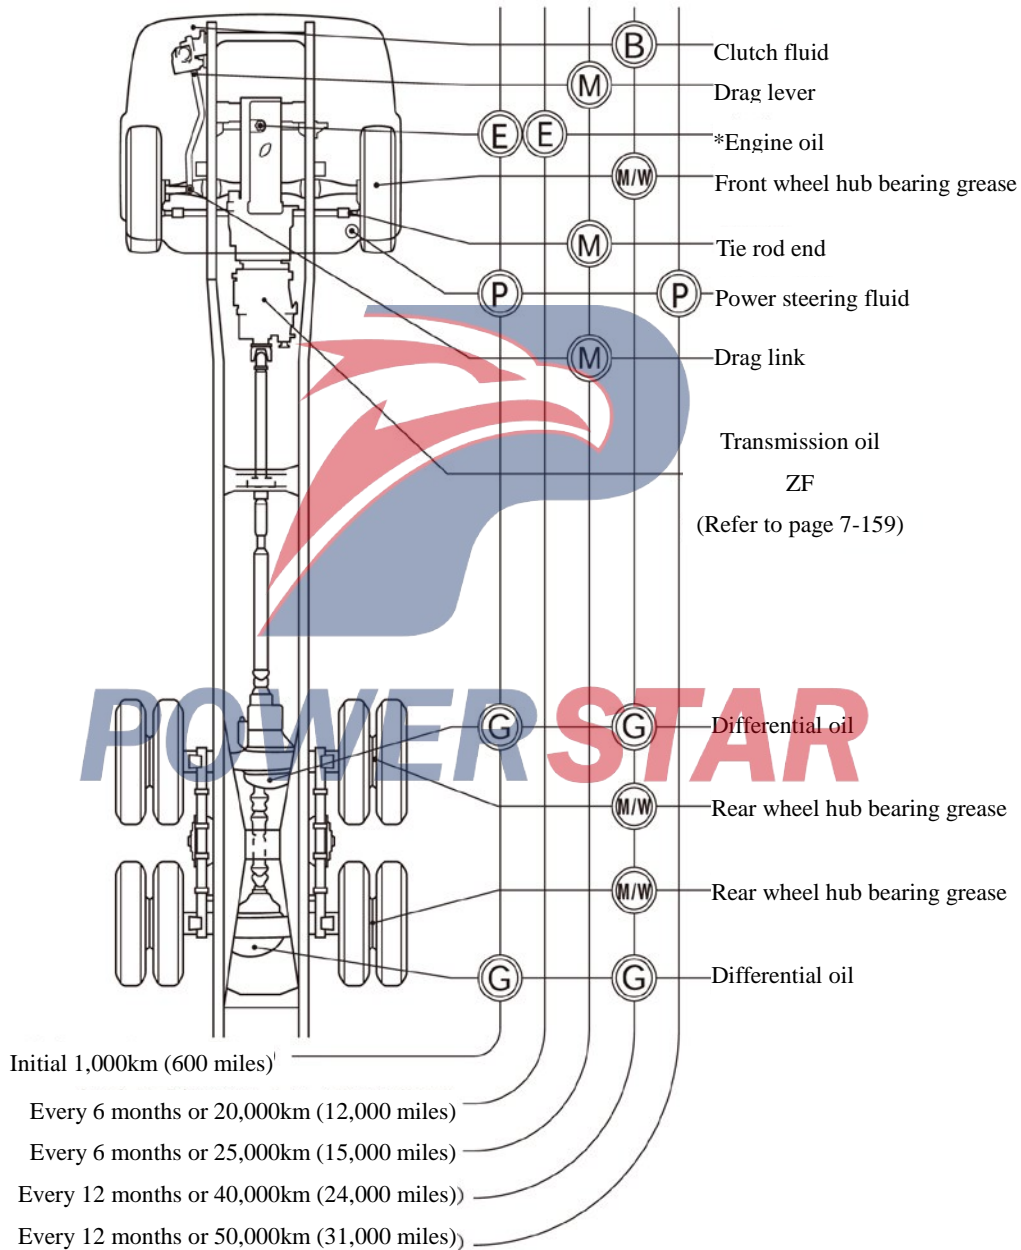 B
Clutch fluid
M
Drag lever
E E
*Engine oil
M/W
Front wheel hub bearing grease
M
Tie rod end
P P
Power steering fluid
M
Drag link
Transmission oil
ZF
(Refer to page 7-159)
POWERSTAR
G G
Differential oil
M/W
Rear wheel hub bearing grease
M/W
Rear wheel hub bearing grease
G G
Differential oil
Initial 1,000km (600 miles)
Every 6 months or 20,000km (12,000 miles)
Every 6 months or 25,000km (15,000 miles)
Every 12 months or 40,000km (24,000 miles))
Every 12 months or 50,000km (31,000 miles))